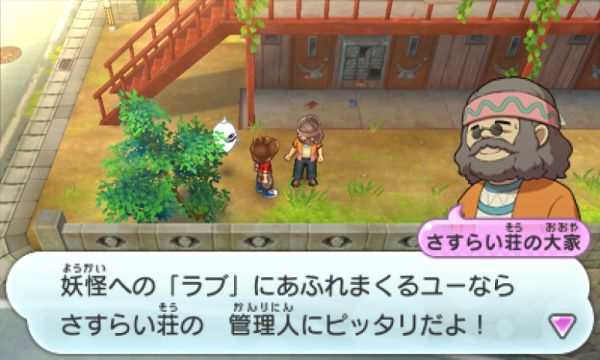 さすらい荘の大家
妖怪への「ラブ」にあふれまくるユーなら
さすらい荘の　管理人にピッタリだよ！